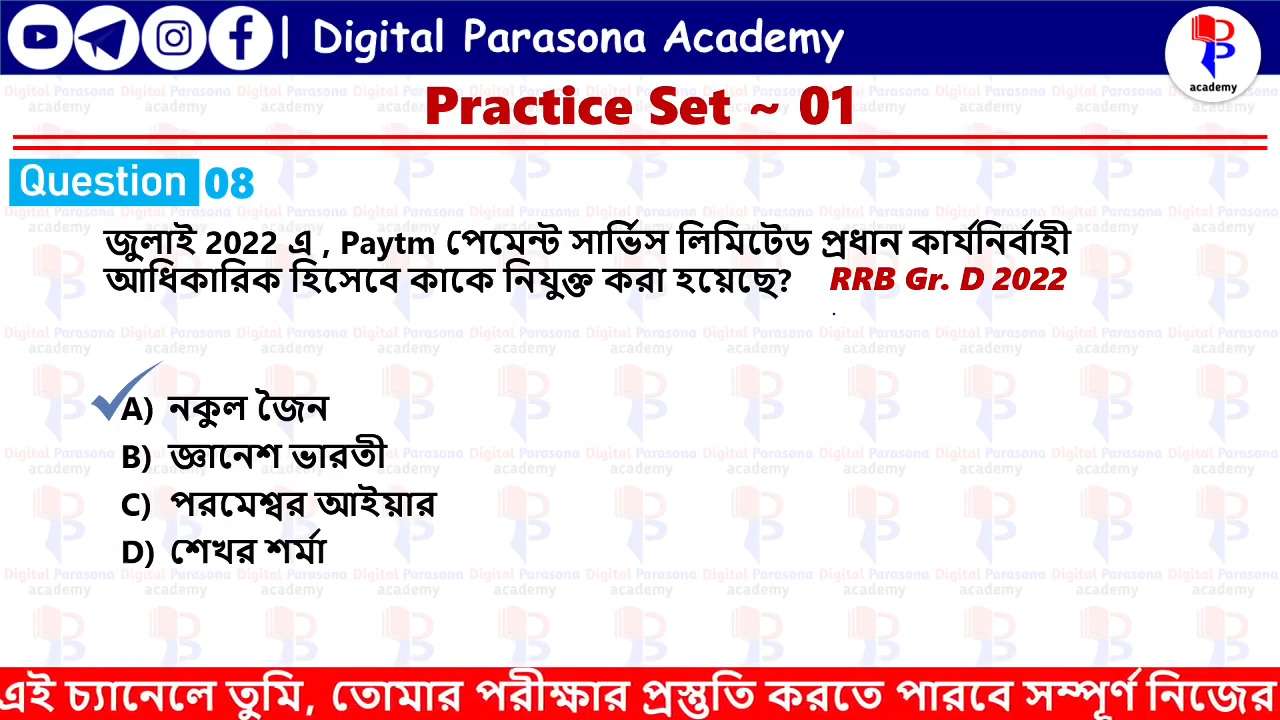 | Digital Parasona Academy
academy
Practice Set ~ 01
Question 08
জুলাই 2022 এ , Paytm পেমেন্ট সার্ভিস লিমিটেড প্রধান কার্যনির্বাহী
আধিকারিক হিসেবে কাকে নিযুক্ত করা হয়েছে? RRB Gr. D 2022
A) নকুল জৈন
B) জ্ঞানেশ ভারতী
C) পরমেশ্বর আইয়ার
D) শেখর শর্মা
এই চ্যানেলে তুমি, তোমার পরীক্ষার প্রস্তুতি করতে পারবে সম্পূর্ণ নিজের